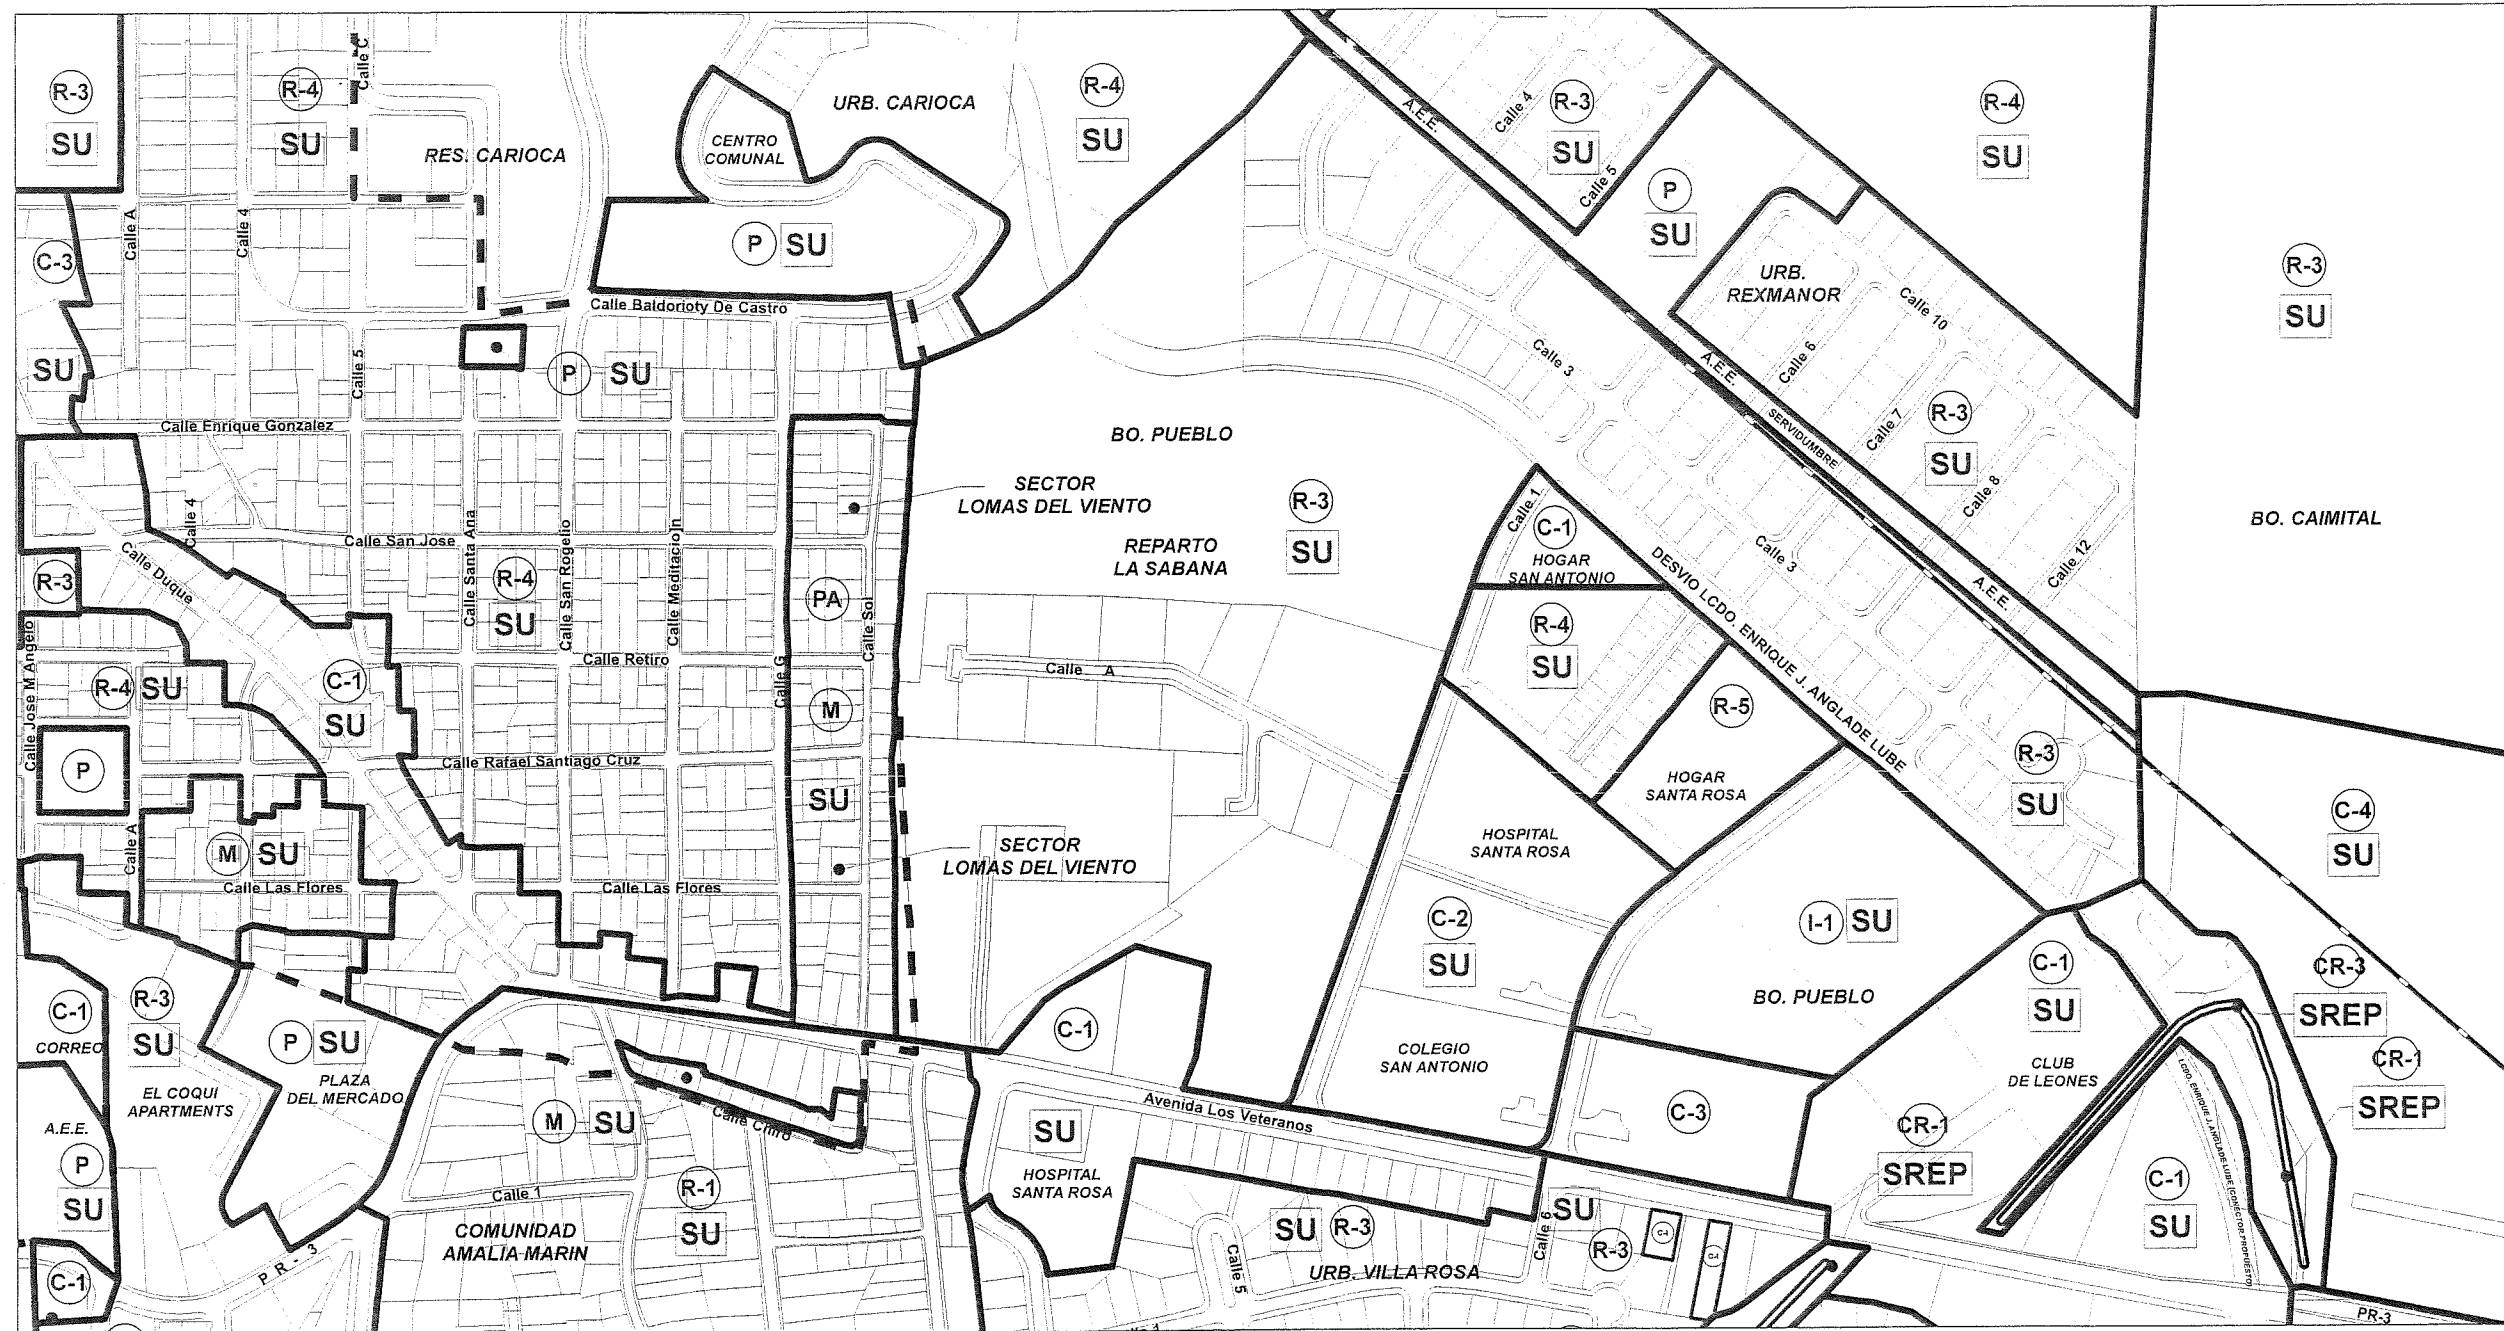 R-3
SU
R-4
SU
Calle C
RES. CARIOCA
CENTRO
COMUNAL
URB. CARIOCA
R-4
SU
A.E.E.
Calle 4
R-3
SU
Calle 5
P
SU
R-4
SU
R-3
SU
C-3
SU
Calle A
Calle 4
P SU
URB.
REXMANOR
Calle 10
Calle Baldorioty De Castro
Calle 5
P SU
Calle 3
A.E.E.
Calle 6
SERVIDUMBRE
Calle 7
R-3
SU
Calle 8
Calle Enrique Gonzalez
BO. PUEBLO
SECTOR
LOMAS DEL VIENTO
R-3
SU
REPARTO
LA SABANA
BO. CAIMITAL
Calle 4
Calle San Jose
Calle Duque
Calle Santa Ana
Calle San Rogelio
Calle Meditacio]n
R-4
SU
PA
Calle Sol
Calle 1
C-1
HOGAR
SAN ANTONIO
R-4
SU
DESVIO LCDO. ENRIQUE J. ANGLADE LUBE
Calle 3
Calle 12
A.E.E.
R-3
Calle Jose M Angelo
R-4 SU
C-1
SU
Calle Retiro
Calle G
M
SU
Calle A
R-5
HOGAR
SANTA ROSA
R-3
SU
C-4
SU
P
Calle Rafael Santiago Cruz
Calle A
M SU
Calle Las Flores
Calle Las Flores
SECTOR
LOMAS DEL VIENTO
HOSPITAL
SANTA ROSA
C-2
SU
I-1 SU
BO. PUEBLO
C-1
SU
CR-3
SREP
CR-1
SREP
C-1
CORREO
R-3
SU
EL COQUI
APARTMENTS
P SU
PLAZA
DEL MERCADO
C-1
COLEGIO
SAN ANTONIO
CLUB
DE LEONES
C-3
CR-1
SREP
A.E.E.
P
SU
C-1
PR-3
M SU
Calle Chiro
Calle 1
COMUNIDAD
AMALIA MARIN
R-1
SU
Avenida Los Veteranos
SU
HOSPITAL
SANTA ROSA
SU R-3
Calle 5
URB. VILLA ROSA
Calle 6
SU
R-3
C-1
C-1
C-1
SU
LCDO. ENRIQUE J. ANGLADE LUBE (CONECTOR PROPUESTO)
PR-3